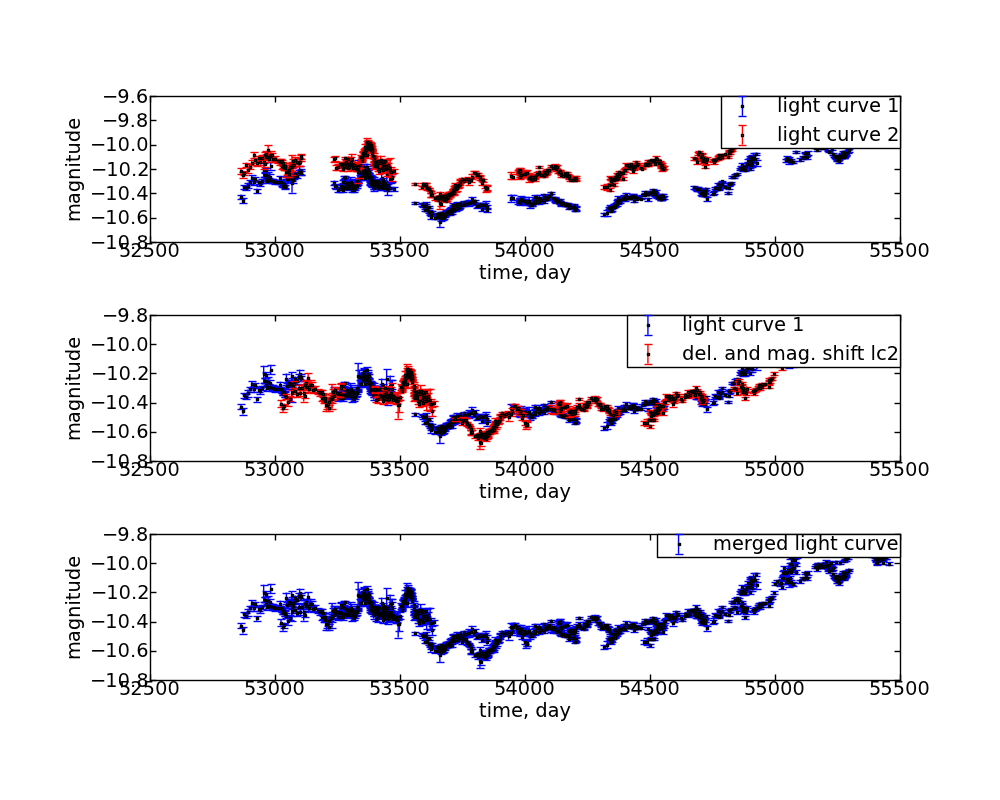 −9.6
−9.8
−10.0
−10.2
−10.4
−10.6
−10.8
magnitude
light curve 1
light curve 2
52500 53000 53500 54000 54500 55000 55500
time, day
−9.8
−10.0
−10.2
−10.4
−10.6
−10.8
magnitude
light curve 1
del. and mag. shift lc2
52500 53000 53500 54000 54500 55000 55500
time, day
−9.8
−10.0
−10.2
−10.4
−10.6
−10.8
magnitude
merged light curve
52500 53000 53500 54000 54500 55000 55500
time, day